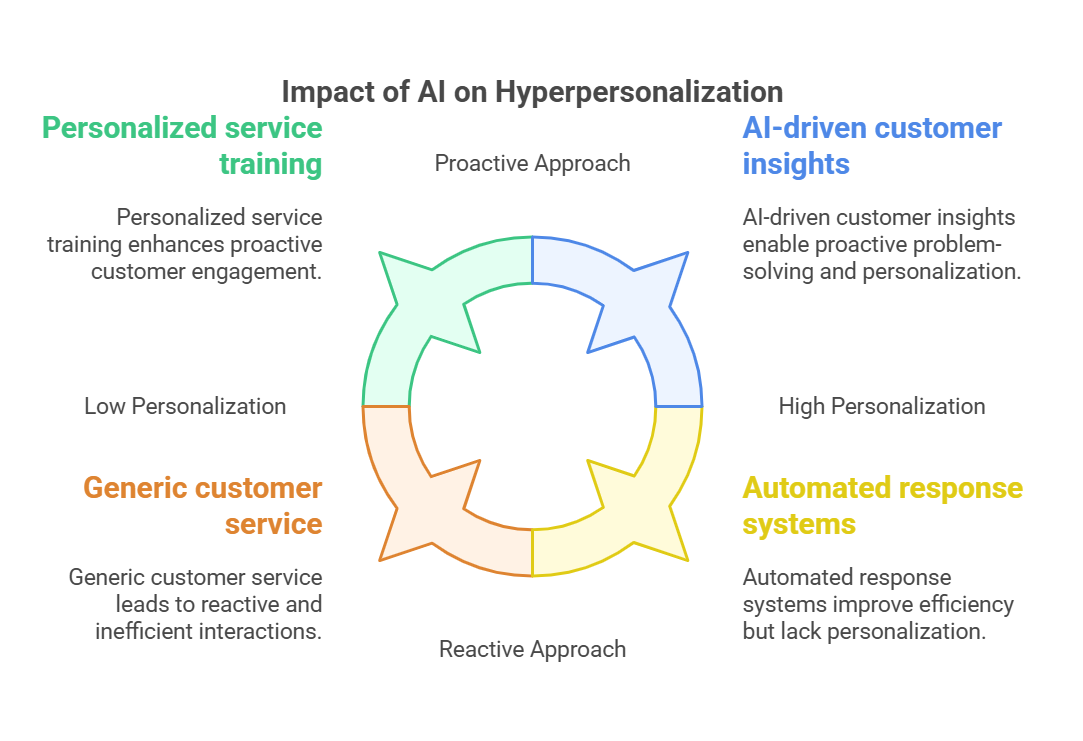 Impact of AI on Hyperpersonalization
Personalized service
training
Personalized service
training enhances proactive
customer engagement.
Proactive Approach
AI-driven customer
insights
AI-driven customer insights
enable proactive problem-
solving and personalization.
Low Personalization
High Personalization
Generic customer
service
Generic customer service
leads to reactive and
inefficient interactions.
Automated response
systems
Automated response
systems improve efficiency
but lack personalization.
Reactive Approach